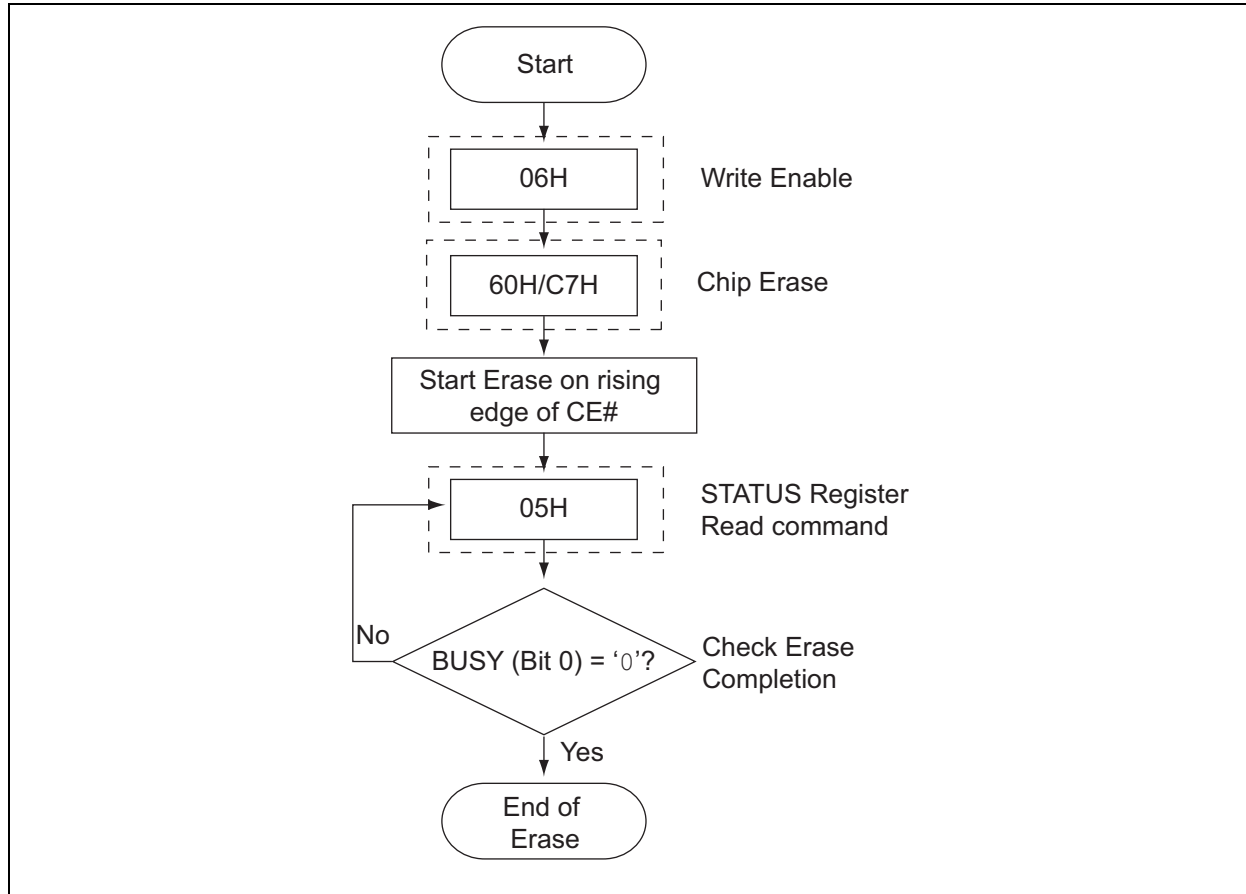 Start
06H
Write Enable
60H/C7H
Chip Erase
Start Erase on rising
edge of CE#
05H
STATUS Register
Read command
No
BUSY (Bit 0) = ‘0’?
Check Erase
Completion
Yes
End of
Erase